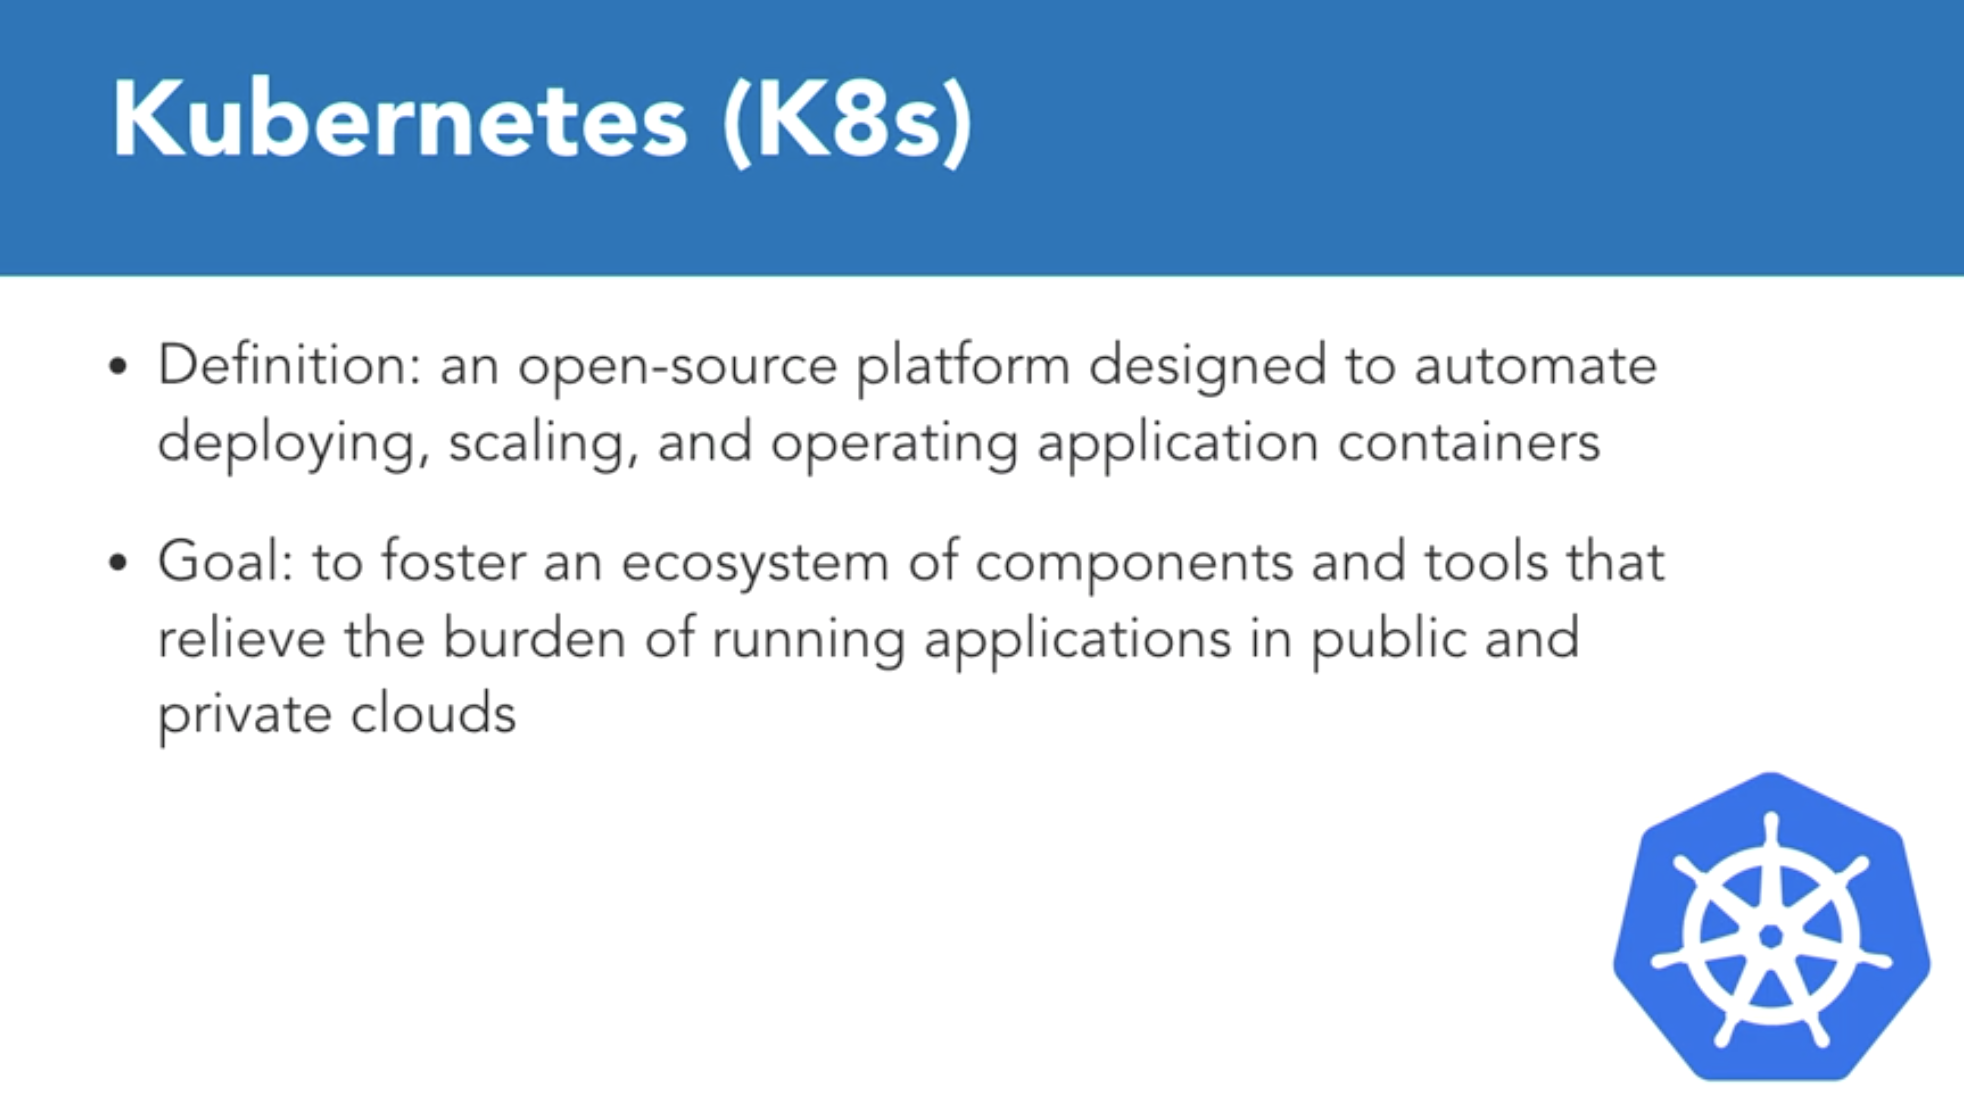 Kubernetes (K8s)
• Definition: an open-source platform designed to automate
deploying, scaling, and operating application containers
• Goal: to foster an ecosystem of components and tools that
relieve the burden of running applications in public and
private clouds